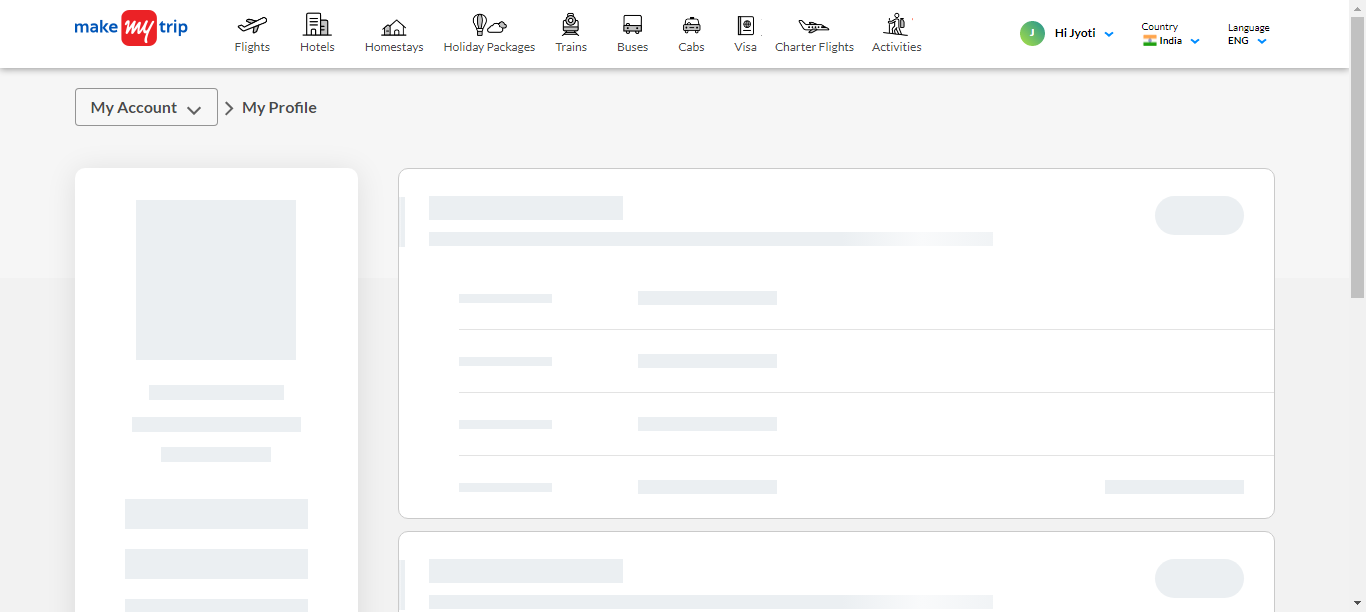 make my trip
Flights
Hotels
Homestays
Holiday Packages
Trains
Buses
Cabs
Visa
Charter Flights
Activities
J
Hi Jyoti
Country
India
Language
ENG
My Account
My Profile